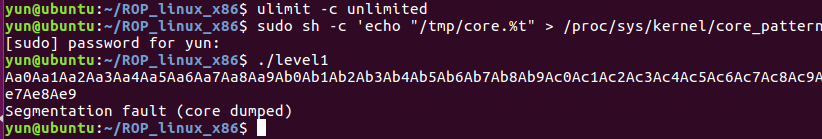 yun@ubuntu:~/ROP_linux_x86$ ulimit -c unlimited
yun@ubuntu:~/ROP_linux_x86$ sudo sh -c 'echo "/tmp/core.%t" > /proc/sys/kernel/core_pattern
[sudo] password for yun:
yun@ubuntu:~/ROP_linux_x86$ ./level1
Aa0Aa1Aa2Aa3Aa4Aa5Aa6Aa7Aa8Aa9Ab0Ab1Ab2Ab3Ab4Ab5Ab6Ab7Ab8Ab9Ac0Ac1Ac2Ac3Ac4Ac5Ac6Ac7Ac8Ac9A
e7Ae8Ae9
Segmentation fault (core dumped)
yun@ubuntu:~/ROP_linux_x86$